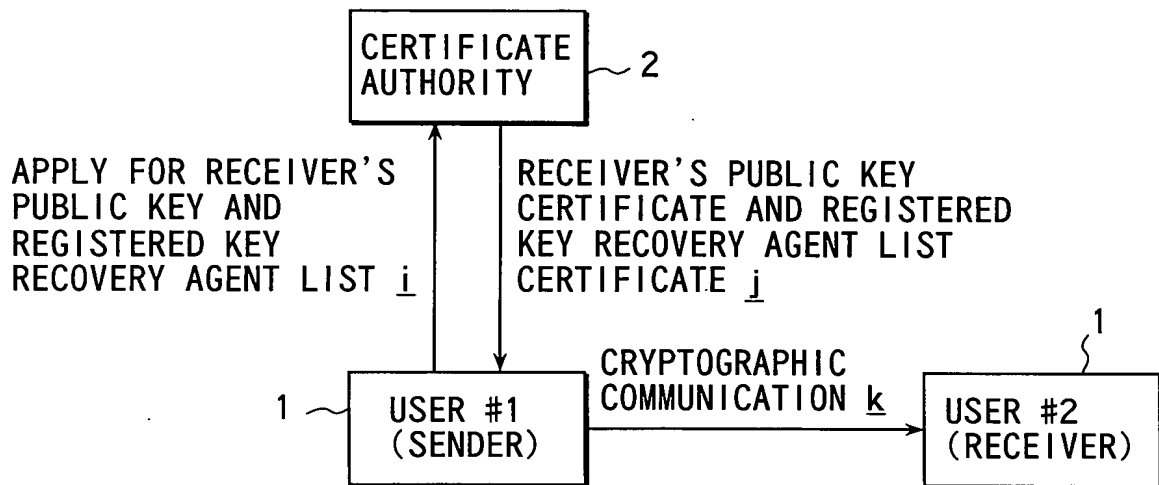 CERTIFICATE
AUTHORITY
2
APPLY FOR RECEIVER'S
PUBLIC KEY AND
REGISTERED KEY
RECOVERY AGENT LIST i
RECEIVER'S PUBLIC KEY
CERTIFICATE AND REGISTERED
KEY RECOVERY AGENT LIST
CERTIFICATE j
1
USER #1
(SENDER)
CRYPTOGRAPHIC
COMMUNICATION k
1
USER #2
(RECEIVER)